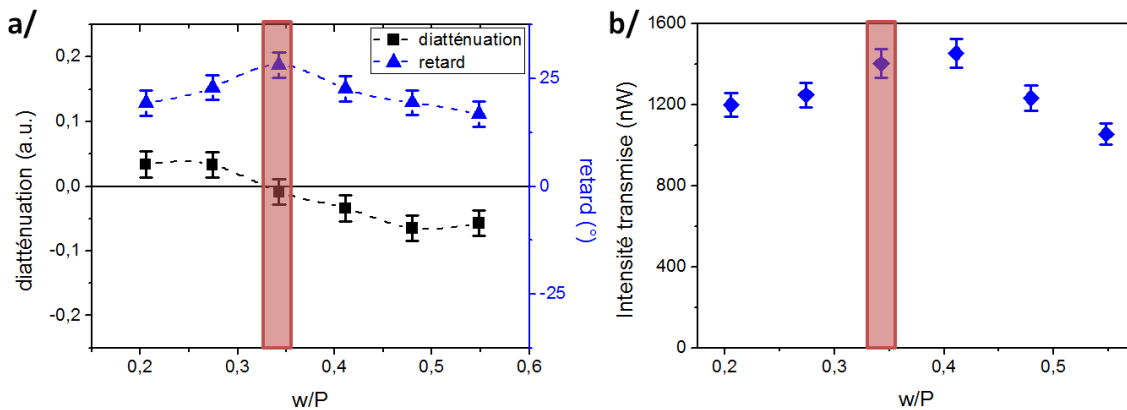 a/
diatténuation
retard
0,2
0,1
0,0
-0,1
-0,2
diatténuation (a.u.)
25
0
-25
retard (°)
0,2 0,3 0,4 0,5 0,6
w/P
b/
1600
1200
800
400
0
Intensité transmise (nW)
0,2 0,3 0,4 0,5
w/P